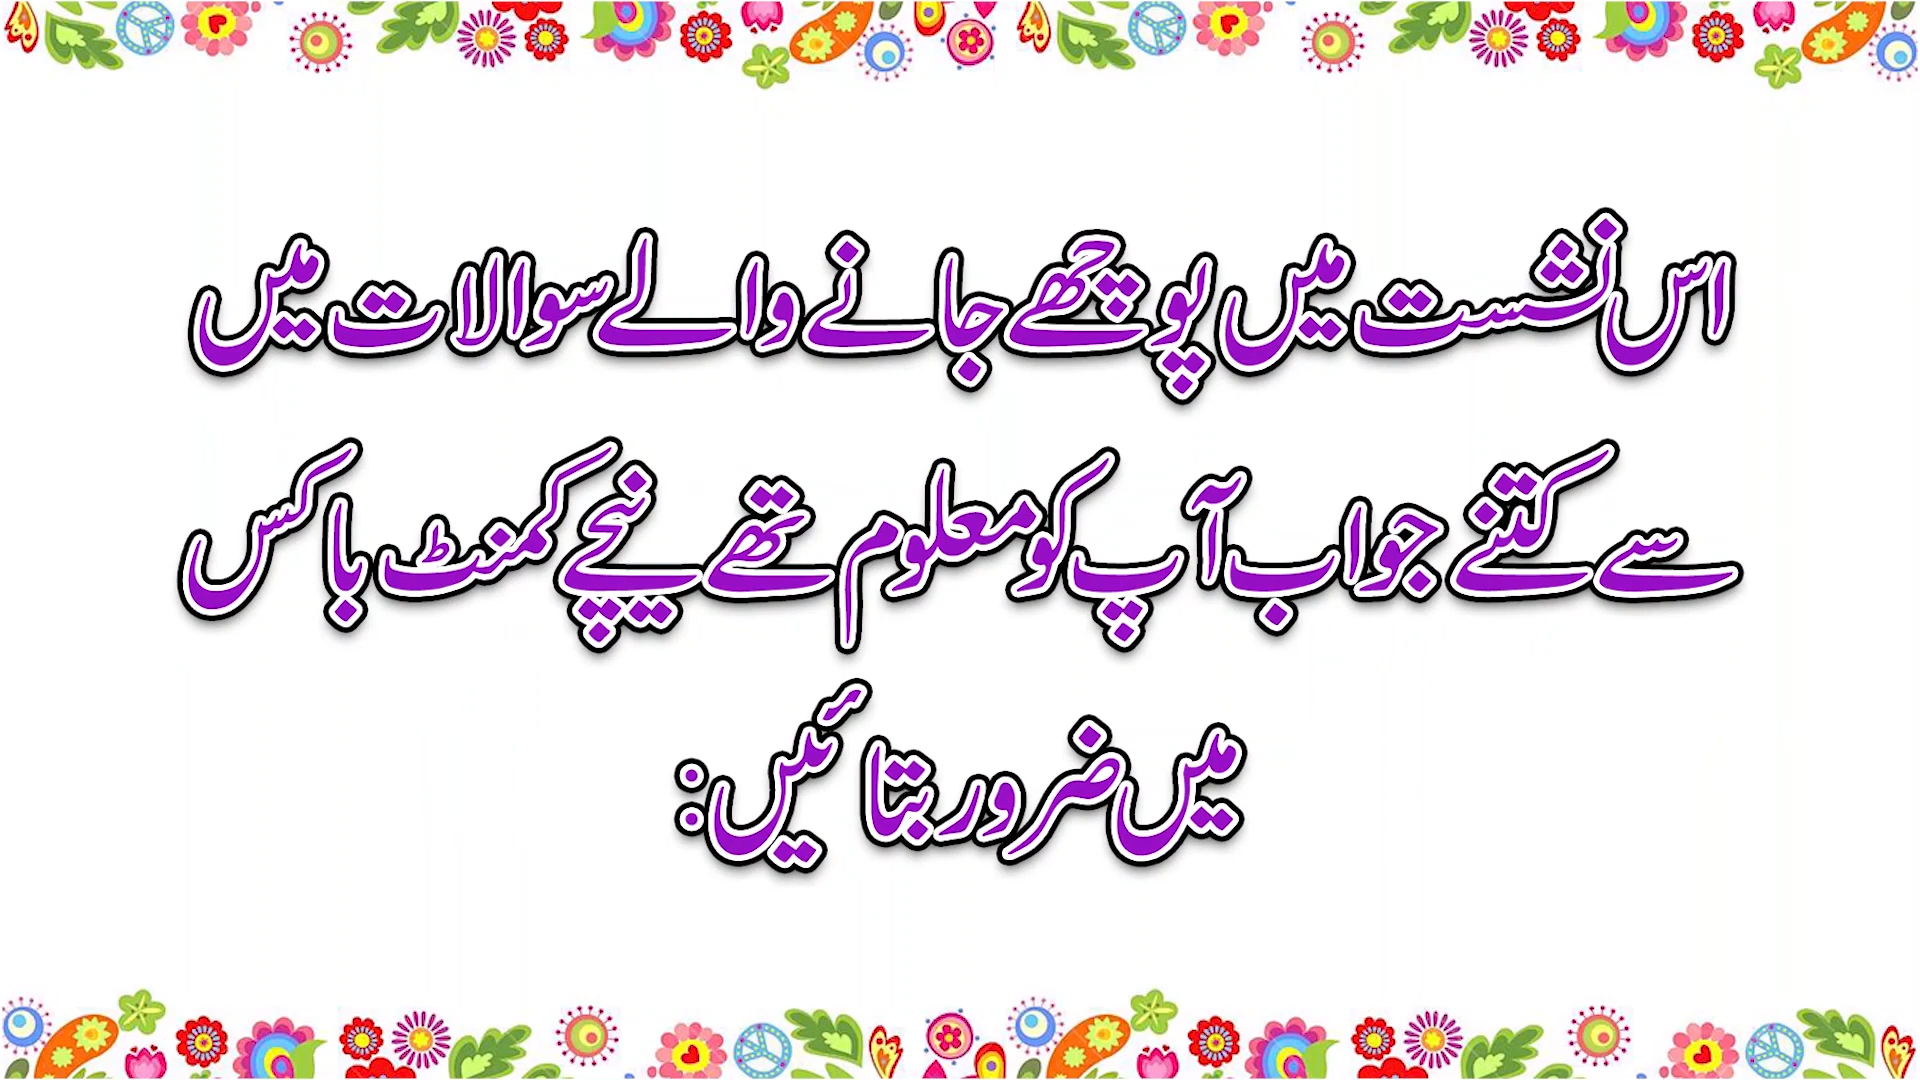 اس نشست میں پوچھے جانے والے سوالات میں
سے کتنے جواب آپ کو معلوم تھے نیچے کمنٹ باکس
میں ضرور بتائیں: